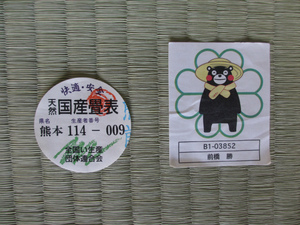 快適・安全
天然国産畳表
県名 生産者番号
熊本 114-009
全国い生産
団体連合会
B1-03852
前橋 勝